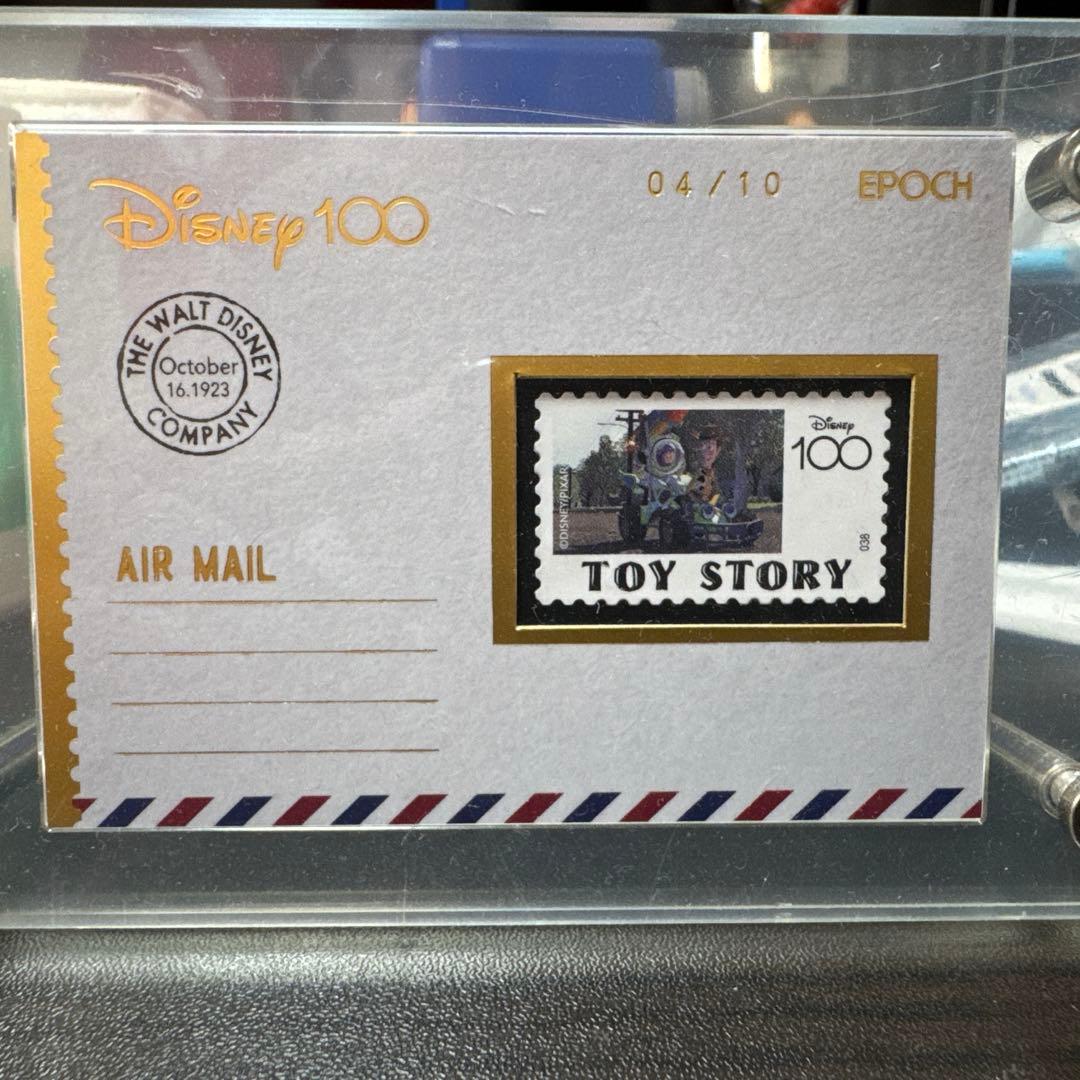 Disney 100
04/10
EPOCH
THE WALT DISNEY
October
16.1923
COMPANY
AIR MAIL
Disney
100
©DISNEY/PIXAR
038
TOY STORY